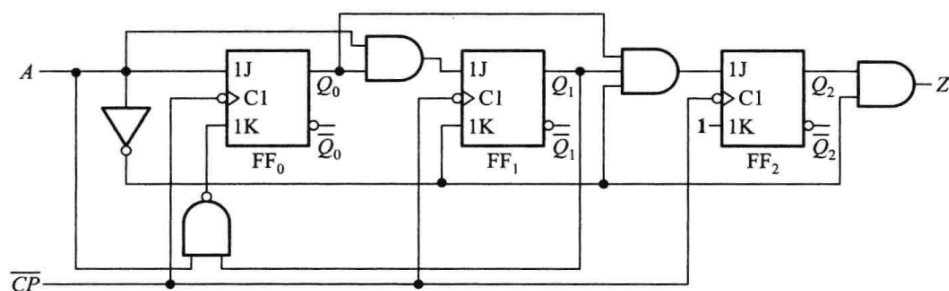 A
1J
C1
1K
Q₀
Q̅₀
FF₀
1J
C1
1K
Q₁
Q̅₁
FF₁
1J
C1
1
1K
Q₂
Q̅₂
FF₂
Z
C̅P̅